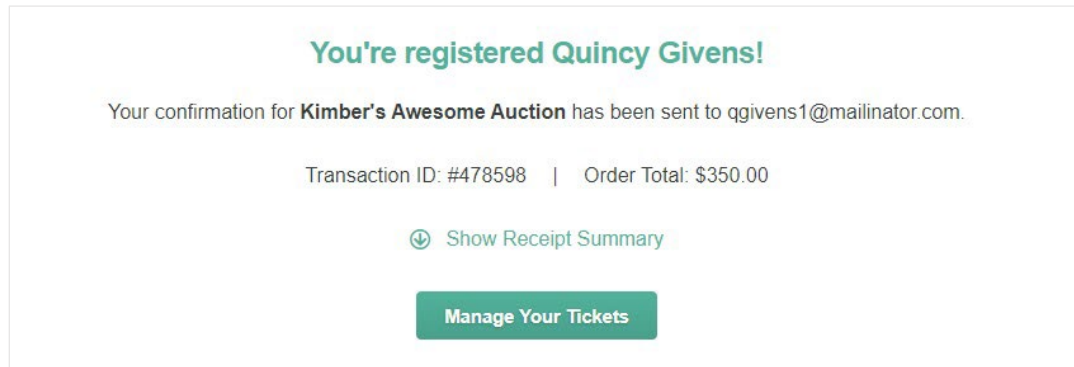 You're registered Quincy Givens!
Your confirmation for Kimber's Awesome Auction has been sent to qgivens1@mailinator.com.
Transaction ID: #478598 | Order Total: $350.00
Show Receipt Summary
Manage Your Tickets